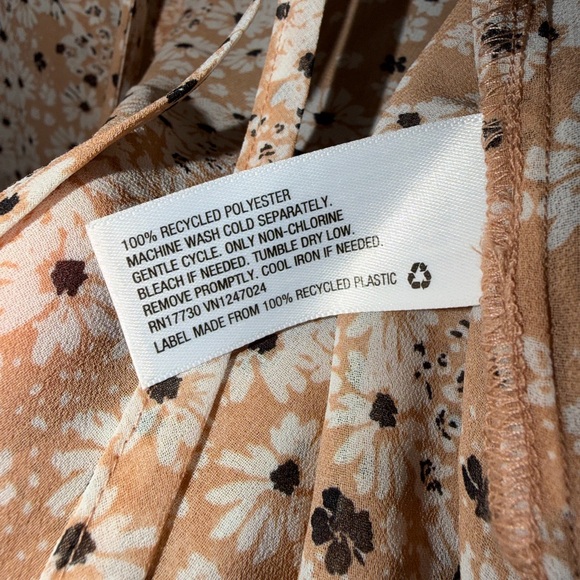 100% RECYCLED POLYESTER
MACHINE WASH COLD SEPARATELY.
GENTLE CYCLE. ONLY NON-CHLORINE
BLEACH IF NEEDED. TUMBLE DRY LOW.
REMOVE PROMPTLY. COOL IRON IF NEEDED.
RN17730 VN1247024
LABEL MADE FROM 100% RECYCLED PLASTIC